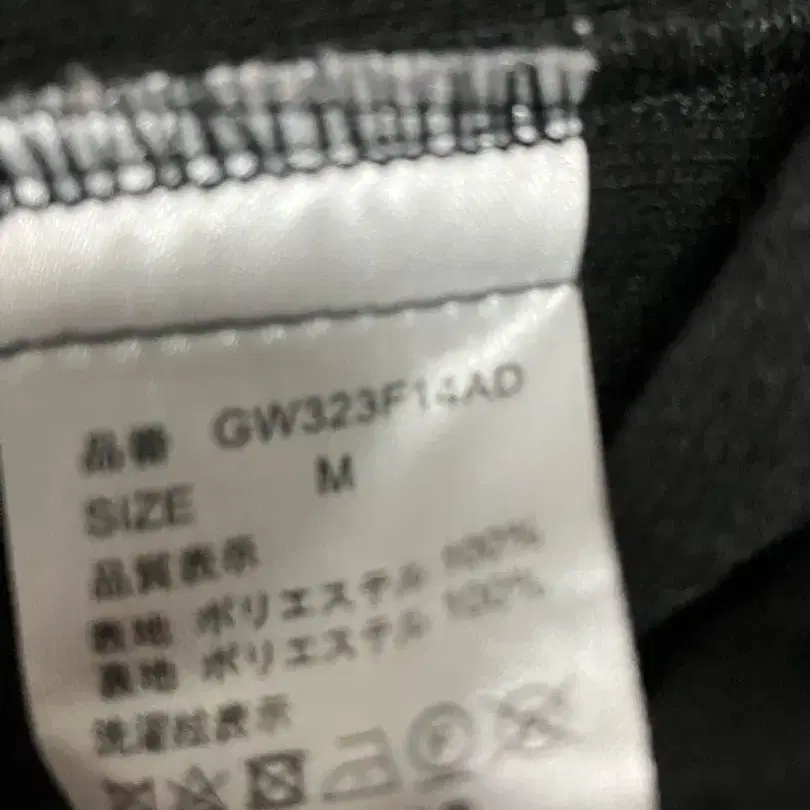 品番 GW323F14AD
SIZE M
品質表示
表地 ポリエステル 100%
裏地 ポリエステル 100%
洗濯絵表示